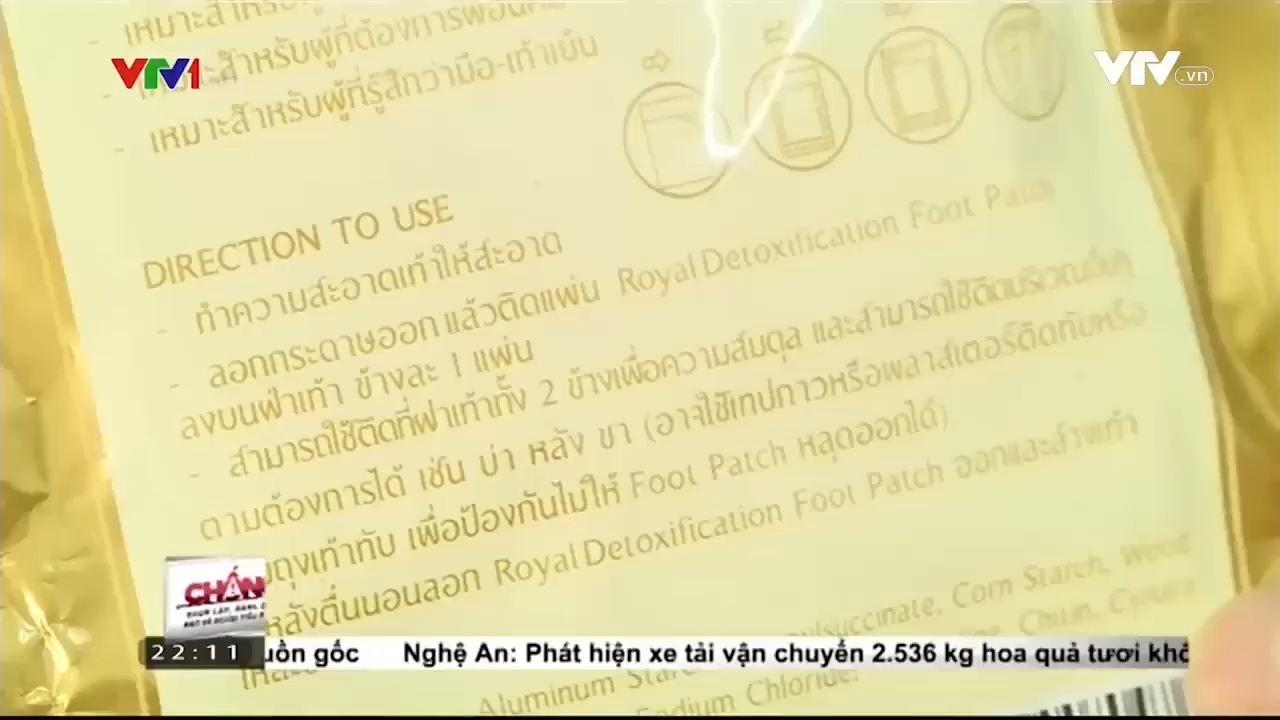 - เหมาะสำหรับผู้ที่ต้องการผ่อน
- เหมาะสำหรับผู้ที่รู้สึกว่ามือ-เท้าเย็น
VTV1
VTV.vn
DIRECTION TO USE
- ทำความสะอาดเท้าให้สะอาด
- ลอกกระดาษออก แล้วติดแผ่น Royal Detoxification Foot Patch
ลงบนฝ่าเท้า ข้างละ 1 แผ่น
- สามารถใช้ติดที่ฝาเท้าทั้ง 2 ข้างเพื่อความสมดุล และสามารถใช้ติดบริเวณอื่นๆ
ตามต้องการได้ เช่น บ่า หลัง ขา (อาจใช้เทปกาวหรือพลาสเตอร์ติดทับหรือ
ถุงเท้าทับ เพื่อป้องกันไม่ให้ Foot Patch หลุดออกได้)
หลังตื่นนอนลอก Royal Detoxification Foot Patch ออกและล้างเท้า
Corn Starch,
Aluminum
Sodium Chloride,
CHÁN
22:11 uồn gốc Nghệ An: Phát hiện xe tải vận chuyển 2.536 kg hoa quả tươi khô